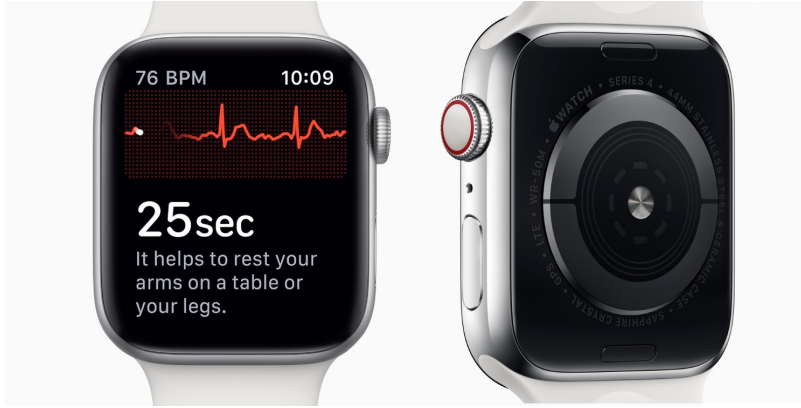 76 BPM 10:09
25sec
It helps to rest your
arms on a table or
your legs.
WATCH • SERIES 4 • 44MM STAINLESS STEEL & CERAMIC CASE • SAPPHIRE CRYSTAL • GPS • LTE • WR-50M •